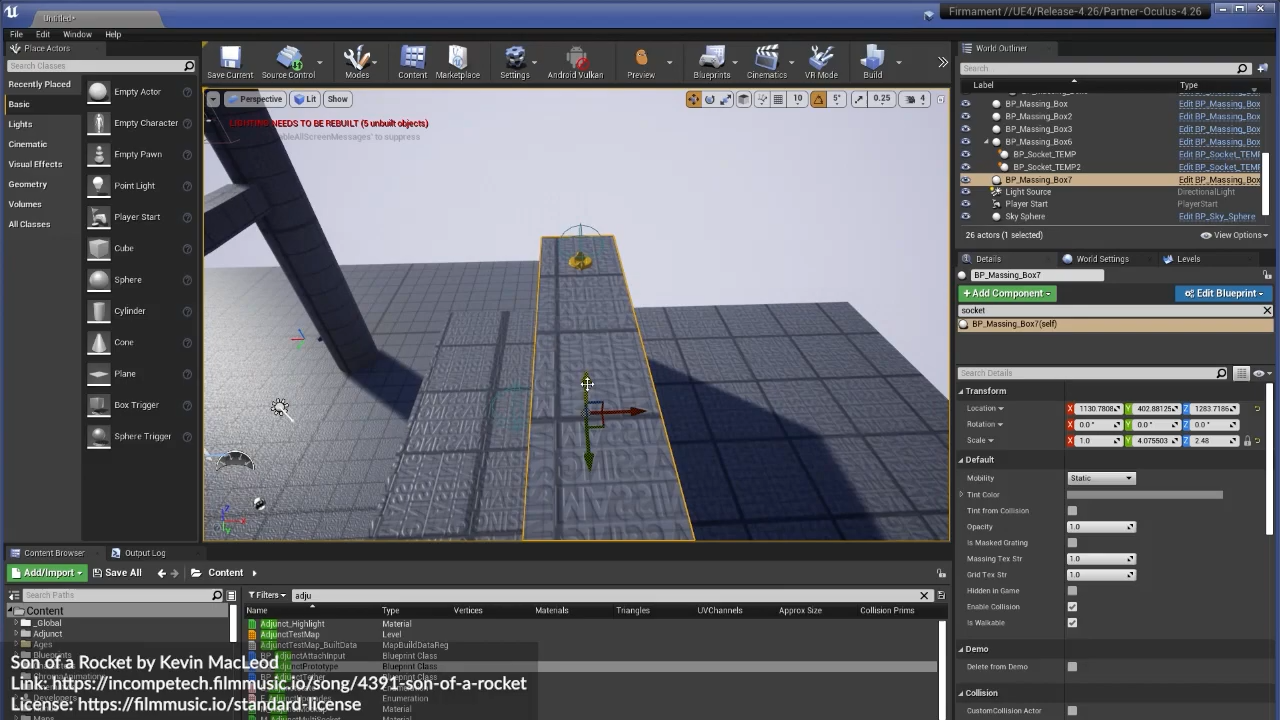 Untitled*
Firmament //UE4/Release-4.26/Partner-Oculus-4.26
File Edit Window Help
Place Actors
Search Classes
Recently Placed
Basic
Lights
Cinematic
Visual Effects
Geometry
Volumes
All Classes
Empty Actor
Empty Character
Empty Pawn
Point Light
Player Start
Cube
Sphere
Cylinder
Cone
Plane
Box Trigger
Sphere Trigger
Save Current
Source Control
Modes
Content
Marketplace
Settings
Android Vulkan
Preview
Blueprints
Cinematics
VR Mode
Build
Perspective Lit Show
10 5° 0.25 4
LIGHTING NEEDS TO BE REBUILT (5 unbuilt objects)
ableAllScreenMessages' to suppress
World Outliner
Search
Label Type
BP_Massing_Box Edit BP_Massing_Box
BP_Massing_Box2 Edit BP_Massing_Box
BP_Massing_Box3 Edit BP_Massing_Box
BP_Massing_Box6 Edit BP_Massing_Box
BP_Socket_TEMP Edit BP_Socket_TEMP
BP_Socket_TEMP2 Edit BP_Socket_TEMP
BP_Massing_Box7 Edit BP_Massing_Box
Light Source DirectionalLight
Player Start PlayerStart
Sky Sphere Edit BP_Sky_Sphere
26 actors (1 selected) View Options
Details World Settings Levels
BP_Massing_Box7
+Add Component Edit Blueprint
socket
BP_Massing_Box7(self)
Search Details
Transform
Location X 1130.7808 Y 402.88125 Z 1283.7186
Rotation X 0.0° Y 0.0° Z 0.0°
Scale X 1.0 Y 4.075503 Z 2.48
Default
Mobility Static
Tint Color
Tint from Collision
Opacity 1.0
Is Masked Grating
Massing Tex Str 1.0
Grid Tex Str 1.0
Hidden in Game
Enable Collision
Is Walkable
Demo
Delete from Demo
Collision
CustomCollision Actor
Content Browser Output Log
Add/Import Save All Content
Search Paths
Filters adju
Content
_Global
Adjunct
Ages
Blueprints
Name Type Vertices Materials Triangles UVChannels Approx Size Collision Prims
Adjunct_Highlight Material
AdjunctTestMap Level
AdjunctTestMap_BuiltData MapBuildDataReg
BP_AdjunctAttachInput Blueprint Class
Blueprint Class
Blueprint Class
Enumeration
Material
Son of a Rocket by Kevin MacLeod
Link: https://incompetech.filmmusic.io/song/4391-son-of-a-rocket
License: https://filmmusic.io/standard-license